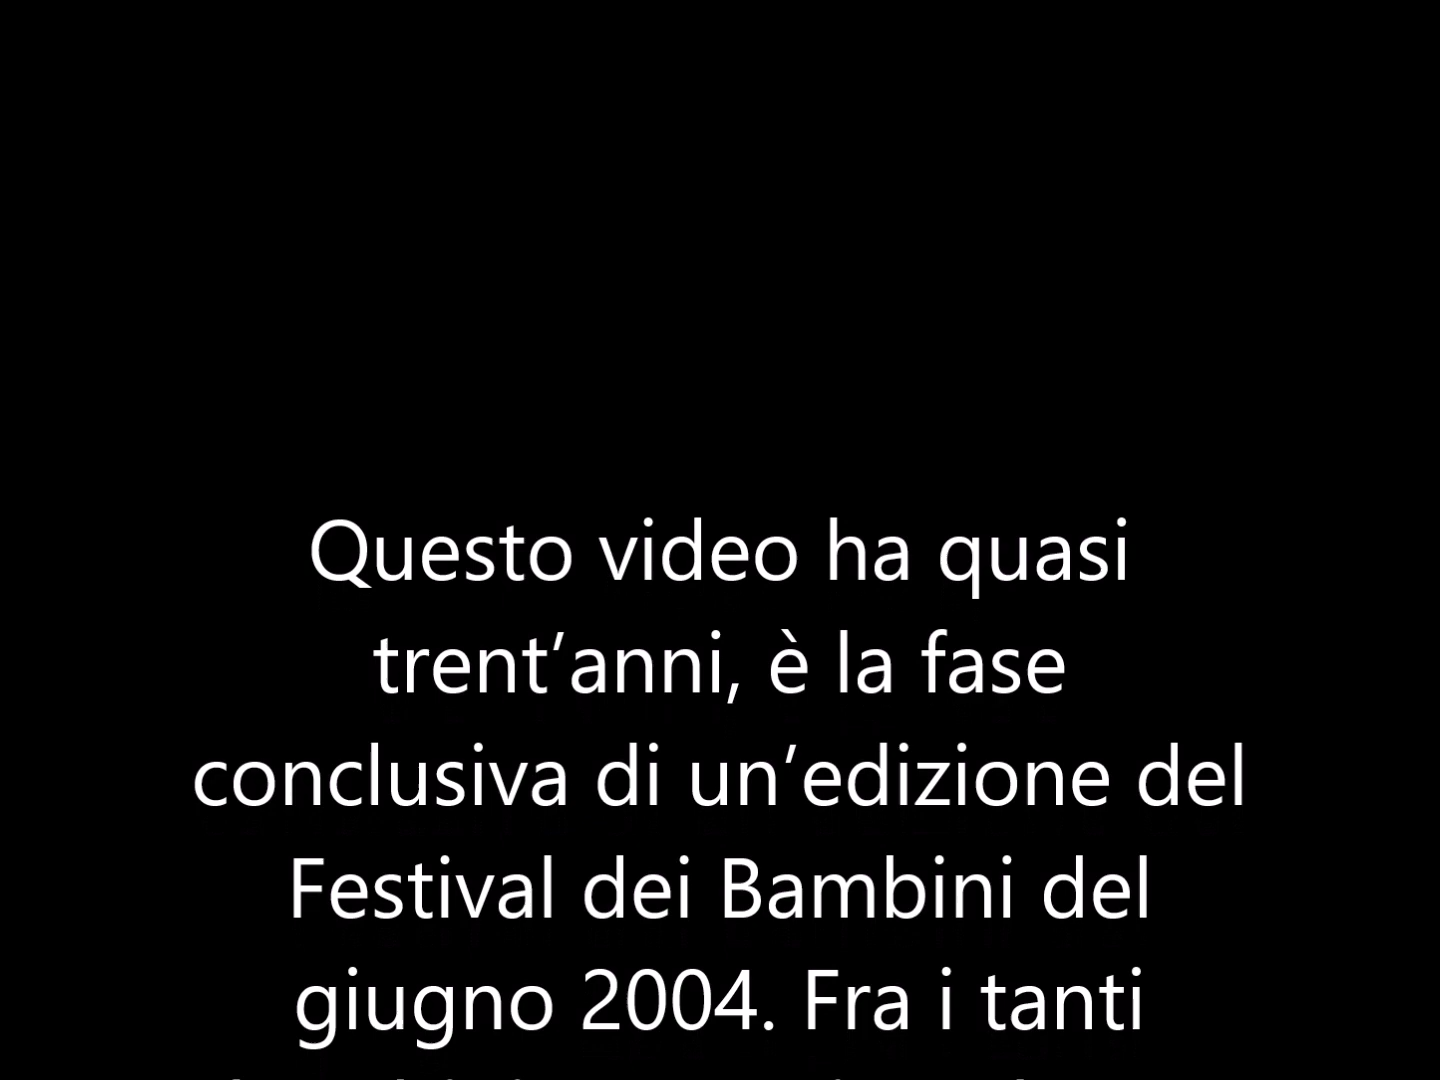 Questo video ha quasi
trent’anni, è la fase
conclusiva di un’edizione del
Festival dei Bambini del
giugno 2004. Fra i tanti